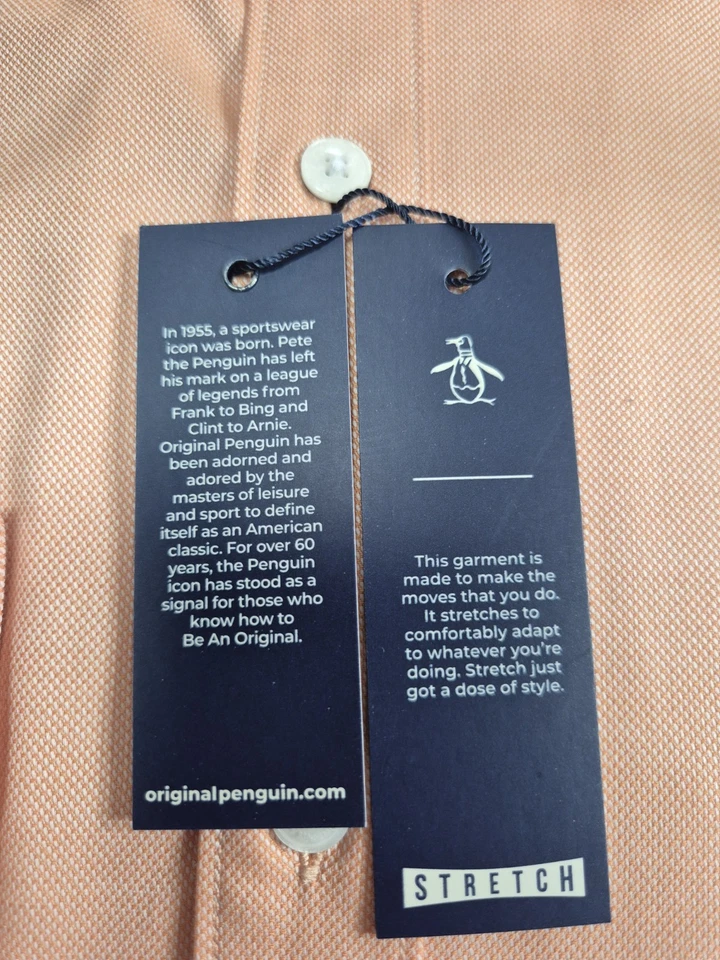 In 1955, a sportswear
icon was born. Pete
the Penguin has left
his mark on a league
of legends from
Frank to Bing and
Clint to Arnie.
Original Penguin has
been adorned and
adored by the
masters of leisure
and sport to define
itself as an American
classic. For over 60
years, the Penguin
icon has stood as a
signal for those who
know how to
Be An Original.
originalpenguin.com
This garment is
made to make the
moves that you do.
It stretches to
comfortably adapt
to whatever you're
doing. Stretch just
got a dose of style.
STRETCH